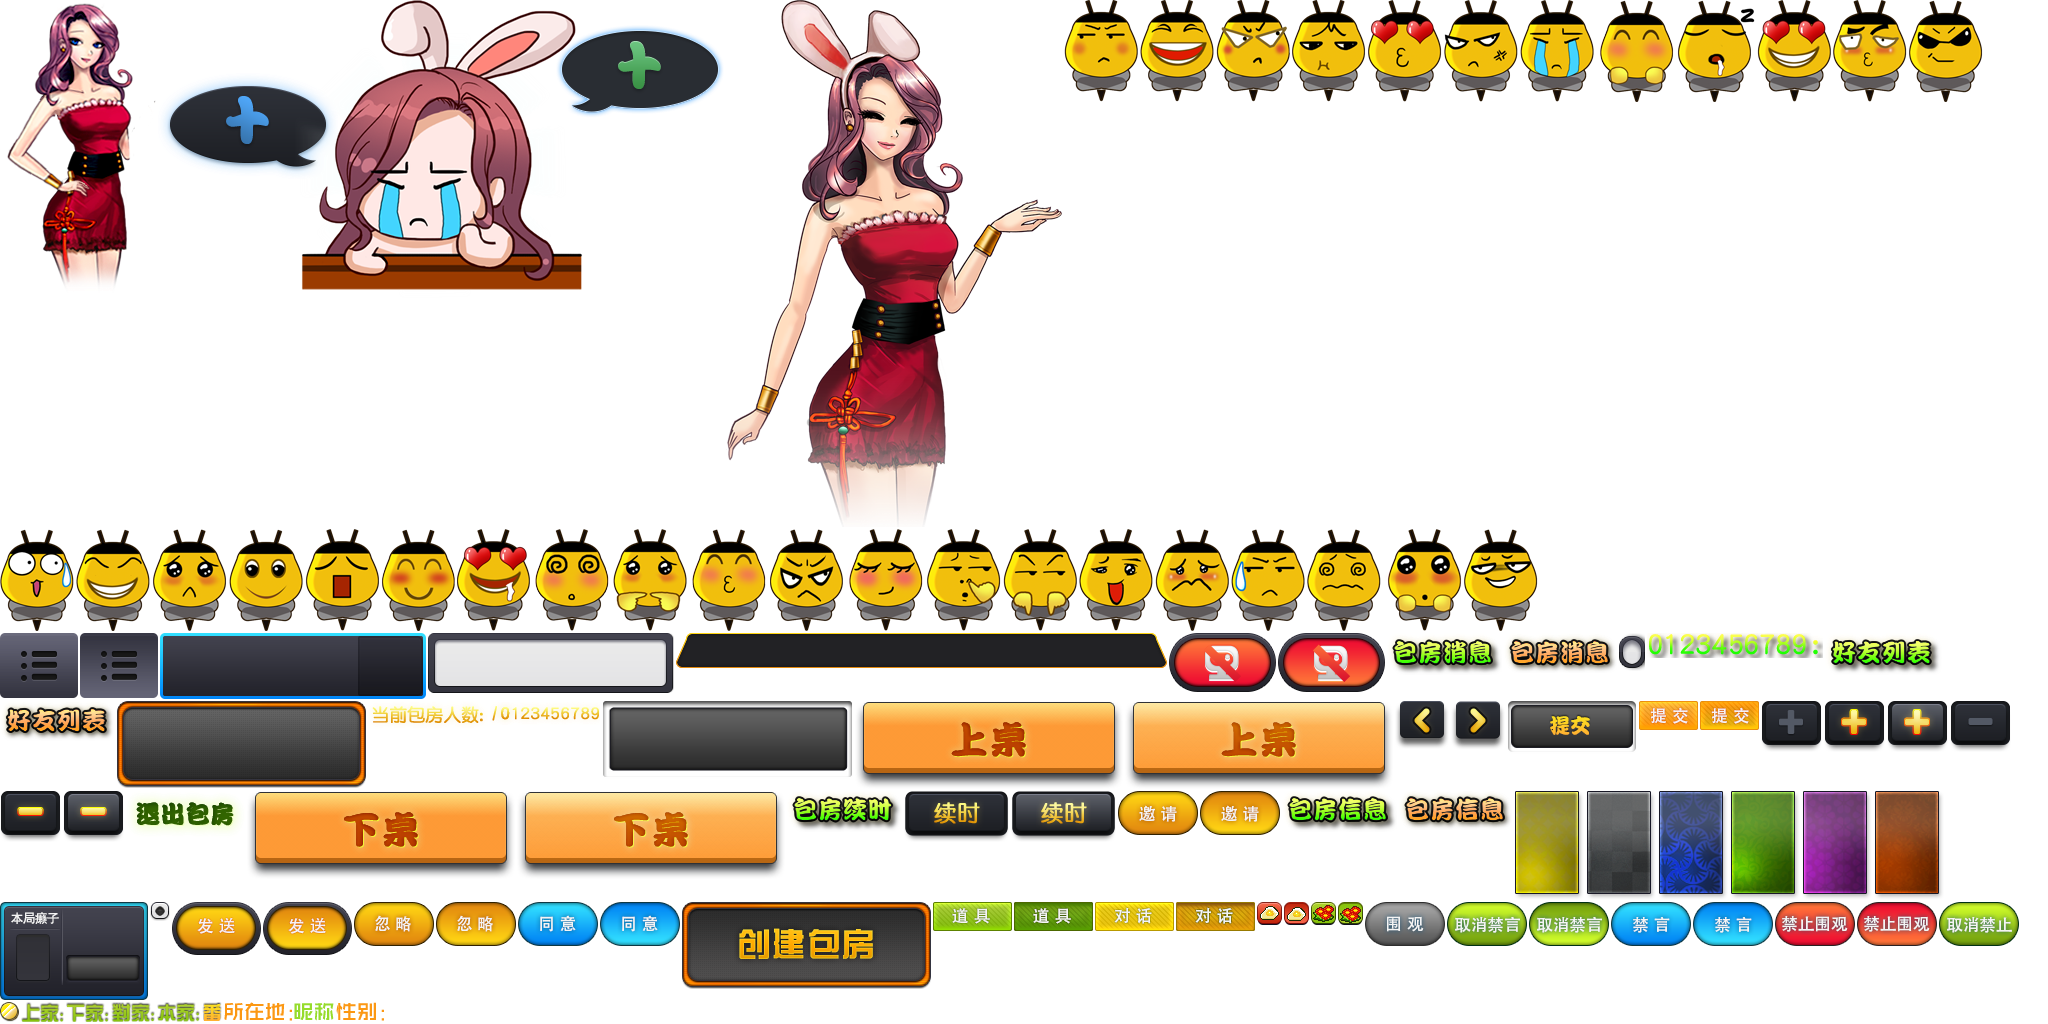 z
包房消息 包房消息 0123456789: 好友列表
好友列表 当前包房人数: /0123456789 上桌 上桌 提交 提交 提交
退出包房 下桌 下桌 包房续时 续时 续时 邀请 邀请 包房信息 包房信息
本局癞子 发送 发送 忽略 忽略 同意 同意 创建包房 道具 道具 对话 对话 围观 取消禁言 取消禁言 禁言 禁言 禁止围观 禁止围观 取消禁止
上家: 下家: 对家: 本家: 番 所在地: 昵称 性别: